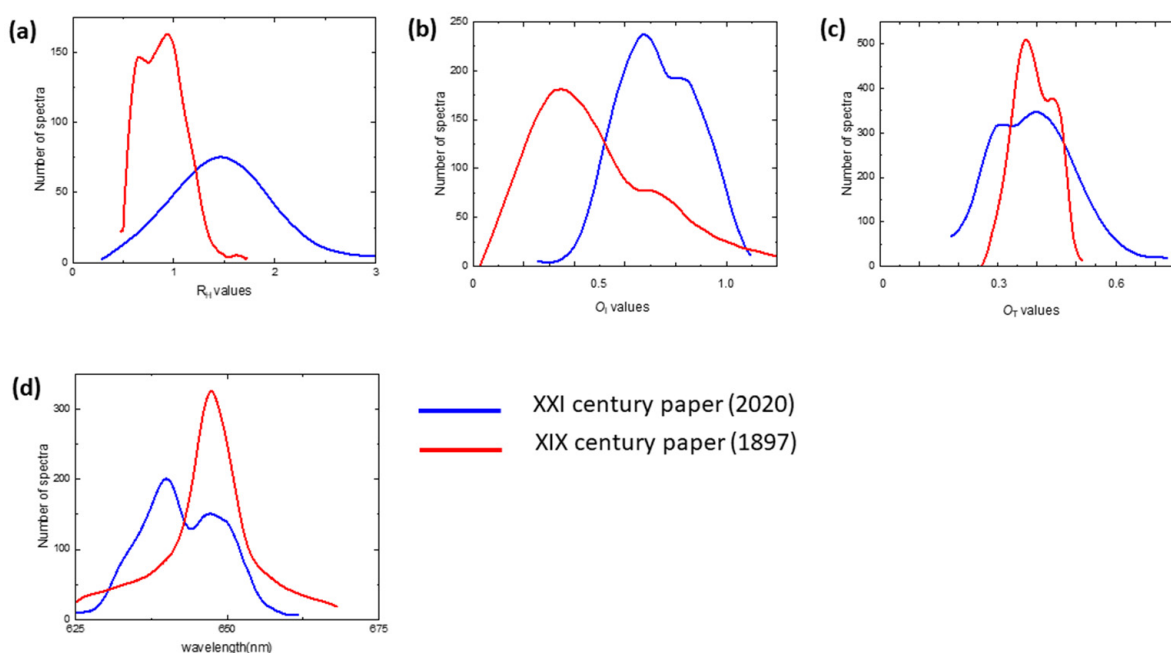 (a)
150
100
50
0
Number of spectra
0 1 2 3
R_H values
(b)
250
200
150
100
50
0
Number of spectra
0 0.5 1.0
O_I values
(c)
500
400
300
200
100
0
Number of spectra
0 0.3 0.6
O_T values
(d)
300
200
100
0
Number of spectra
625 650 675
wavelength(nm)
XXI century paper (2020)
XIX century paper (1897)